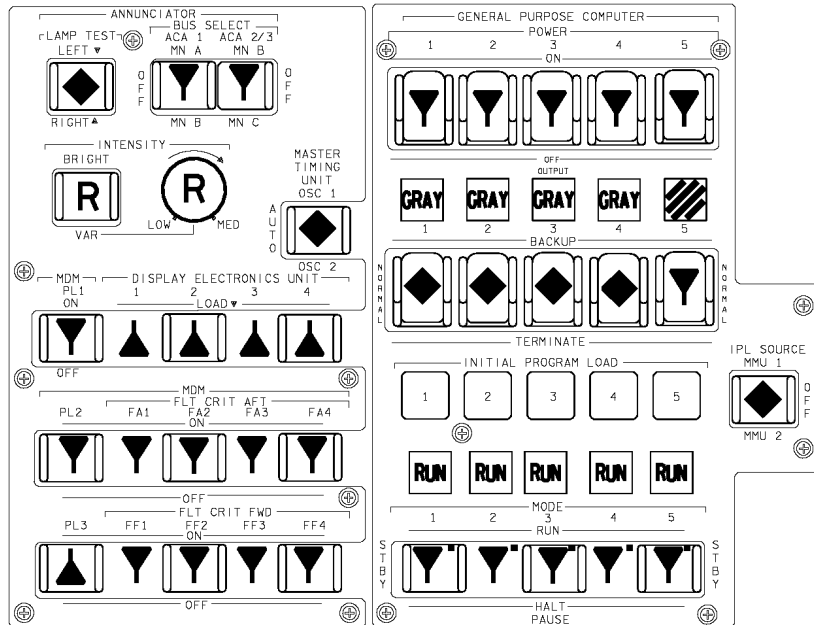 ANNUNCIATOR
LAMP TEST
LEFT
RIGHT
BUS SELECT
ACA 1 ACA 2/3
MN A MN B
OFF OFF
MN B MN C
INTENSITY
BRIGHT
R
VAR
R
LOW MED
MASTER
TIMING
UNIT
OSC 1
AUTO
OSC 2
MDM
PL1
ON
OFF
DISPLAY ELECTRONICS UNIT
1 2 3 4
LOAD
MDM
FLT CRIT AFT
PL2 FA1 FA2 FA3 FA4
ON
OFF
FLT CRIT FWD
PL3 FF1 FF2 FF3 FF4
ON
OFF
GENERAL PURPOSE COMPUTER
POWER
1 2 3 4 5
ON
OFF
OUTPUT
GRAY GRAY GRAY GRAY
1 2 3 4 5
BACKUP
NORMAL NORMAL
TERMINATE
INITIAL PROGRAM LOAD
1 2 3 4 5
RUN RUN RUN RUN RUN
MODE
1 2 3 4 5
RUN
STBY STBY
HALT
PAUSE
IPL SOURCE
MMU 1
OFF
MMU 2